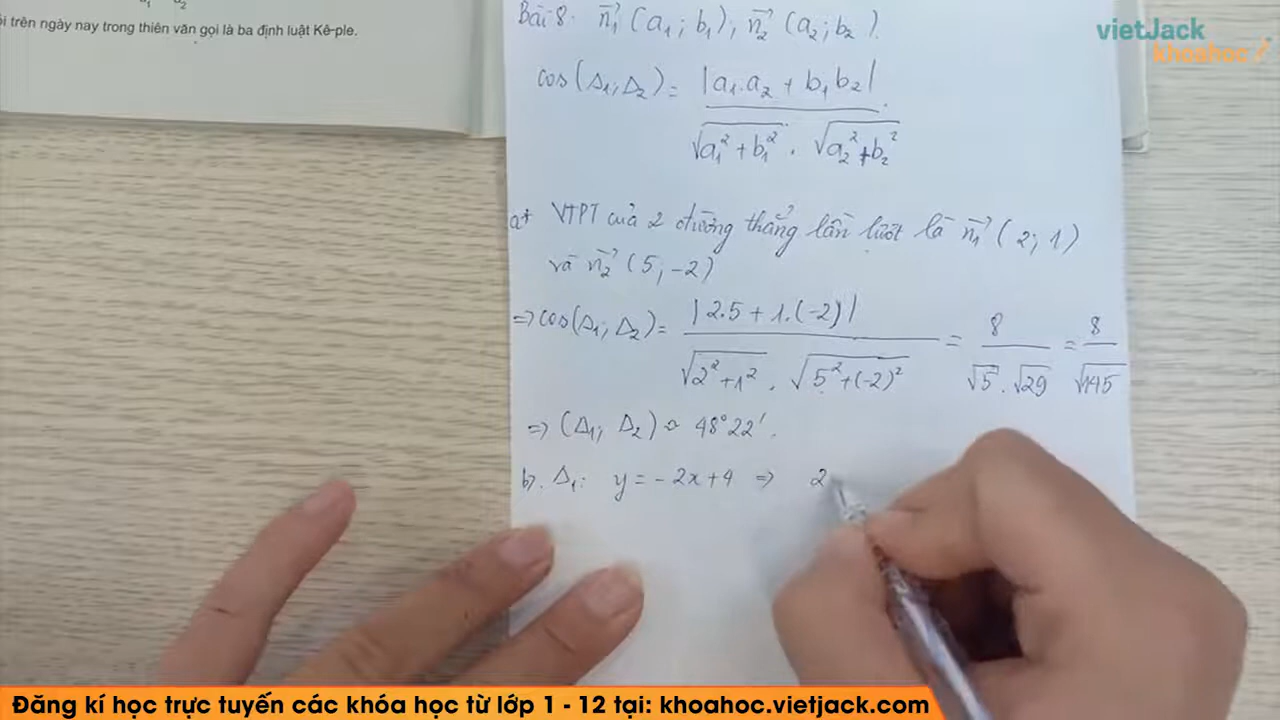 a₁ a₂
i trên ngày nay trong thiên văn gọi là ba định luật Kê-ple.
vietJack
khoahoc
Bài 8. n₁→ (a₁; b₁), n₂→ (a₂; b₂).
cos(Δ₁; Δ₂) = |a₁.a₂ + b₁b₂| / √(a₁² + b₁²) . √(a₂² + b₂²)
a+ VTPT của 2 đường thẳng lần lượt là n₁→ (2; 1)
và n₂→ (5; -2)
=> cos(Δ₁; Δ₂) = |2.5 + 1.(-2)| / √(2² + 1²) . √(5² + (-2)²) = 8 / √5 . √29 = 8 / √145
=> (Δ₁; Δ₂) ≈ 48°22'.
b). Δ₁: y = -2x + 4 => 2
Đăng kí học trực tuyến các khóa học từ lớp 1 - 12 tại: khoahoc.vietjack.com